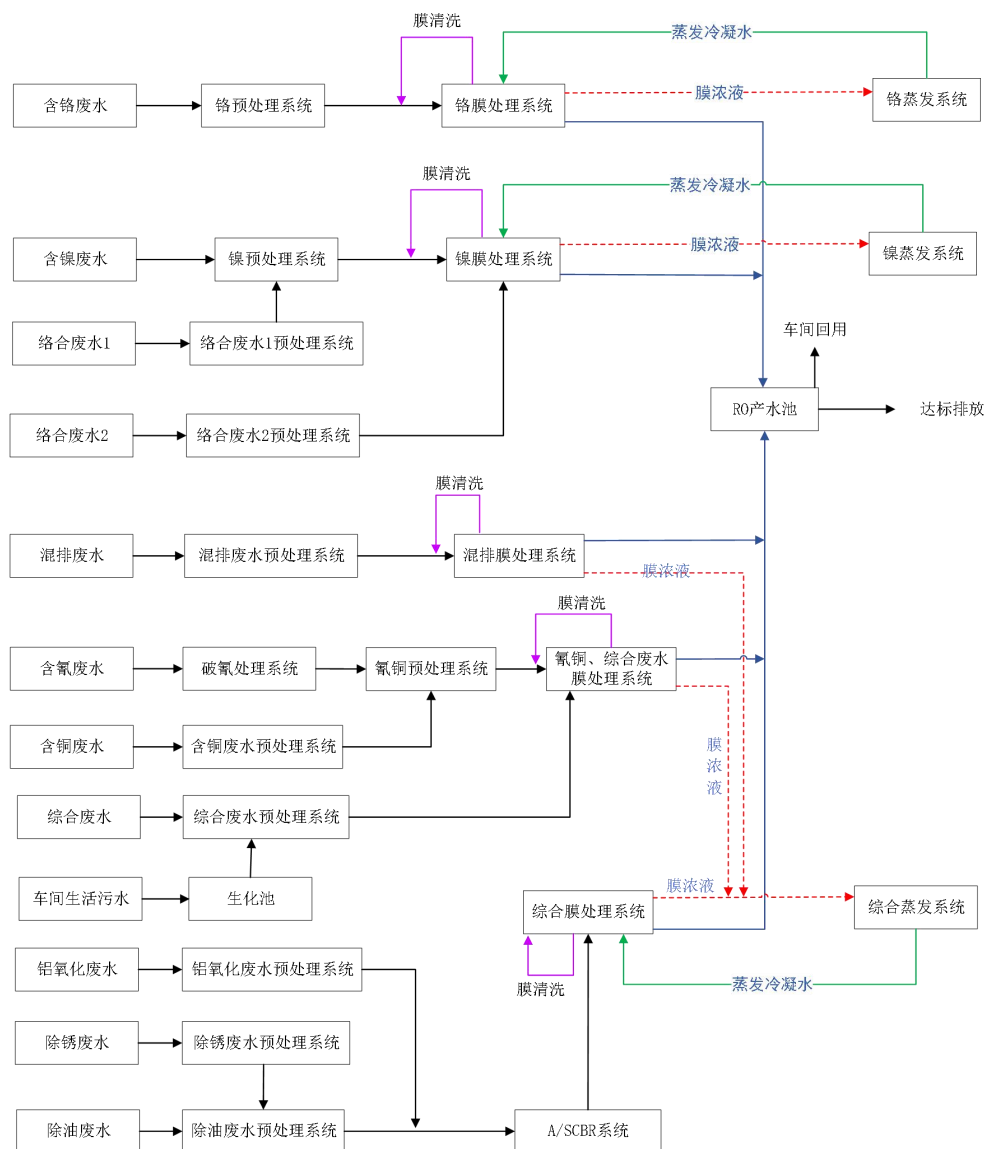 膜清洗
蒸发冷凝水
含铬废水
铬预处理系统
铬膜处理系统
膜浓液
铬蒸发系统
膜清洗
蒸发冷凝水
含镍废水
镍预处理系统
镍膜处理系统
膜浓液
镍蒸发系统
络合废水1
络合废水1预处理系统
车间回用
RO产水池
达标排放
络合废水2
络合废水2预处理系统
膜清洗
混排废水
混排废水预处理系统
混排膜处理系统
膜浓液
膜清洗
含氰废水
破氰处理系统
氰铜预处理系统
氰铜、综合废水
膜处理系统
含铜废水
含铜废水预处理系统
膜
浓
液
综合废水
综合废水预处理系统
车间生活污水
生化池
膜浓液
综合膜处理系统
综合蒸发系统
铝氧化废水
铝氧化废水预处理系统
膜清洗
蒸发冷凝水
除锈废水
除锈废水预处理系统
除油废水
除油废水预处理系统
A/SCBR系统